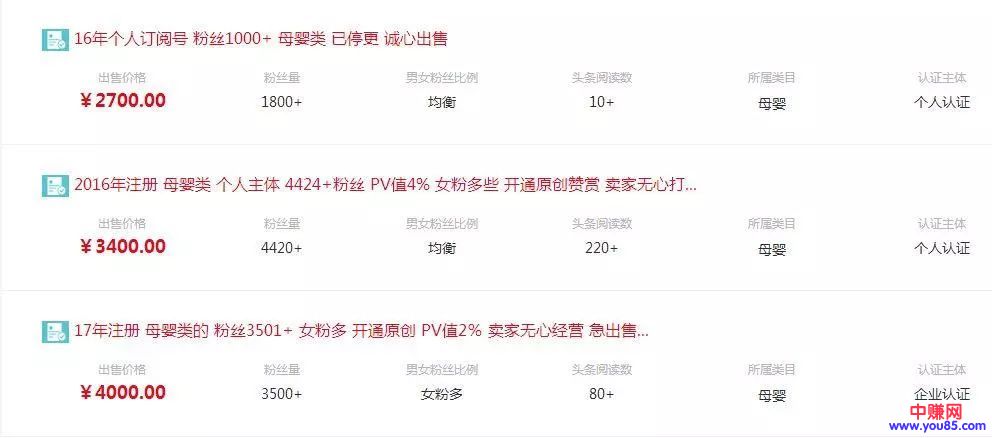 16年个人订阅号 粉丝1000+ 母婴类 已停更 诚心出售
出售价格 粉丝量 男女粉丝比例 头条阅读数 所属类目 认证主体
￥2700.00 1800+ 均衡 10+ 母婴 个人认证
2016年注册 母婴类 个人主体 4424+粉丝 PV值4% 女粉多些 开通原创赞赏 卖家无心打...
出售价格 粉丝量 男女粉丝比例 头条阅读数 所属类目 认证主体
￥3400.00 4420+ 均衡 220+ 母婴 个人认证
17年注册 母婴类的 粉丝3501+ 女粉多 开通原创 PV值2% 卖家无心经营 急出售...
出售价格 粉丝量 男女粉丝比例 头条阅读数 所属类目 认证主体
￥4000.00 3500+ 女粉多 80+ 母婴 企业认证
中赚网
www.you85.com